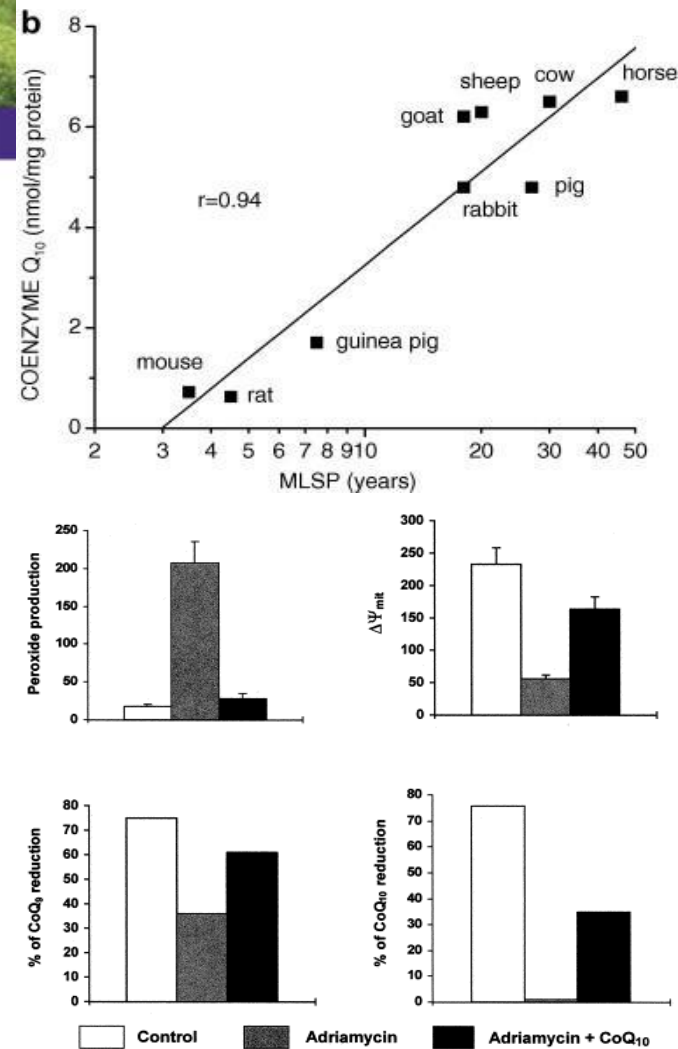 b
COENZYME Q10 (nmol/mg protein)
8
6
4
2
0
sheep
cow
horse
goat
r=0.94
rabbit
pig
mouse
guinea pig
rat
2 3 4 5 6 7 8 910 20 30 40 50
MLSP (years)
Peroxide production
250
200
150
100
50
0
ΔΨmit
300
250
200
150
100
50
0
% of CoQ9 reduction
80
70
60
50
40
30
20
10
0
% of CoQ10 reduction
80
70
60
50
40
30
20
10
0
Control Adriamycin Adriamycin + CoQ10